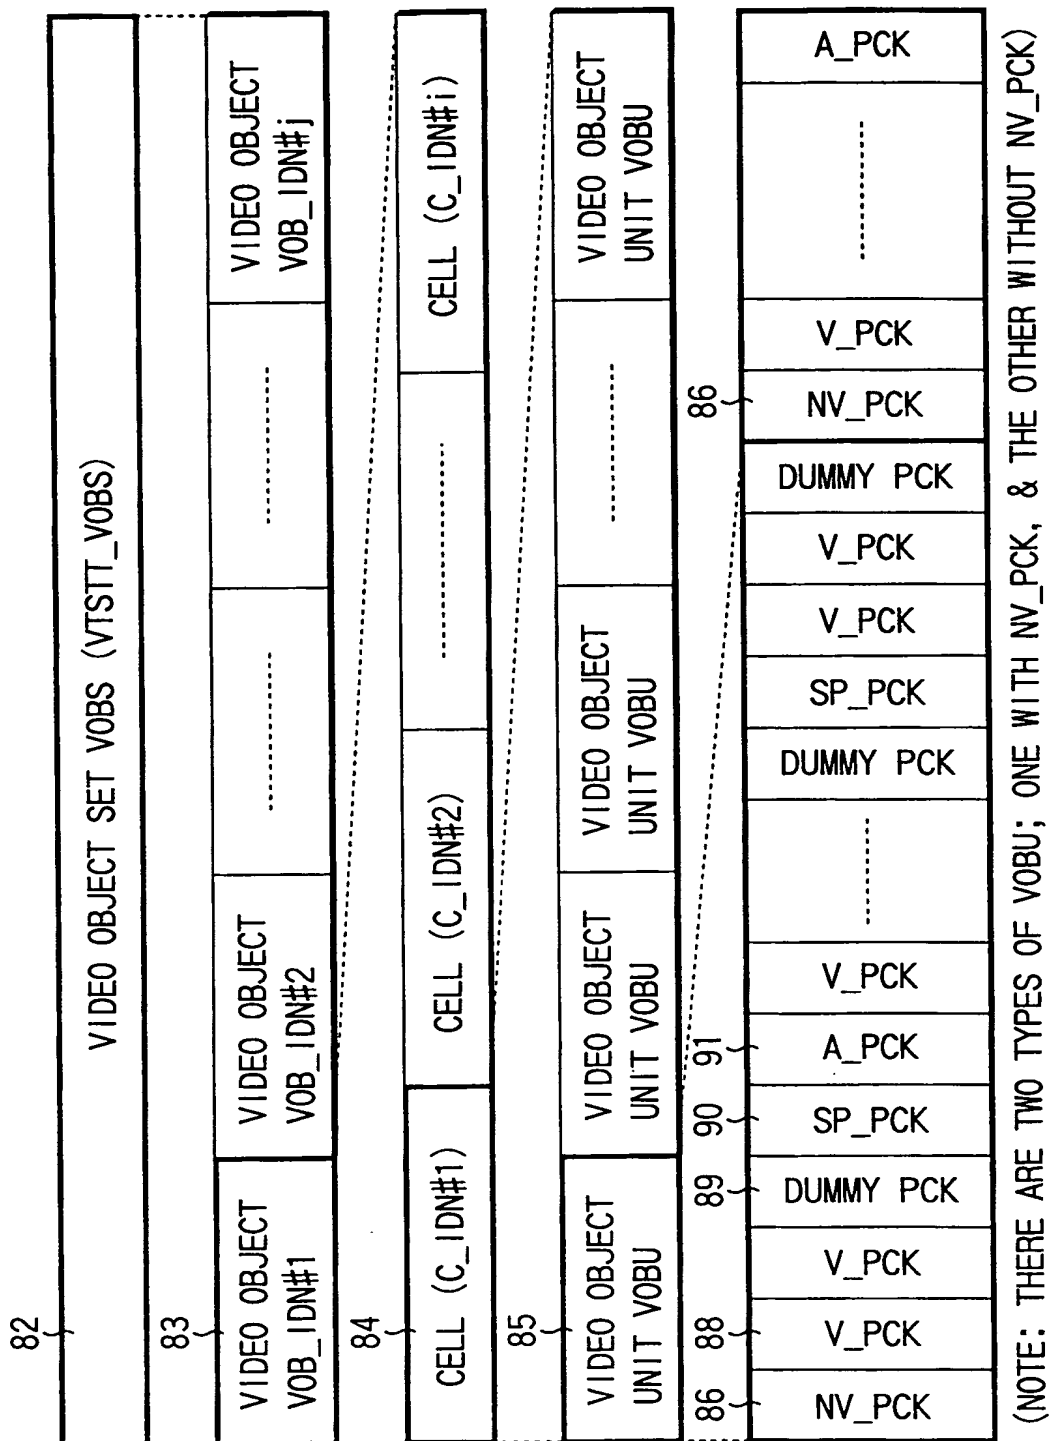 82
VIDEO OBJECT SET VOBS (VTSTT_VOBS)
83
VIDEO OBJECT
VOB_IDN#1
VIDEO OBJECT
VOB_IDN#2
VIDEO OBJECT
VOB_IDN#j
84
CELL (C_IDN#1)
CELL (C_IDN#2)
CELL (C_IDN#i)
85
VIDEO OBJECT
UNIT VOBU
VIDEO OBJECT
UNIT VOBU
VIDEO OBJECT
UNIT VOBU
VIDEO OBJECT
UNIT VOBU
86
88
89
90
91
86
NV_PCK
V_PCK
V_PCK
DUMMY PCK
SP_PCK
A_PCK
V_PCK
DUMMY PCK
SP_PCK
V_PCK
V_PCK
DUMMY PCK
NV_PCK
V_PCK
A_PCK
(NOTE: THERE ARE TWO TYPES OF VOBU; ONE WITH NV_PCK, & THE OTHER WITHOUT NV_PCK)